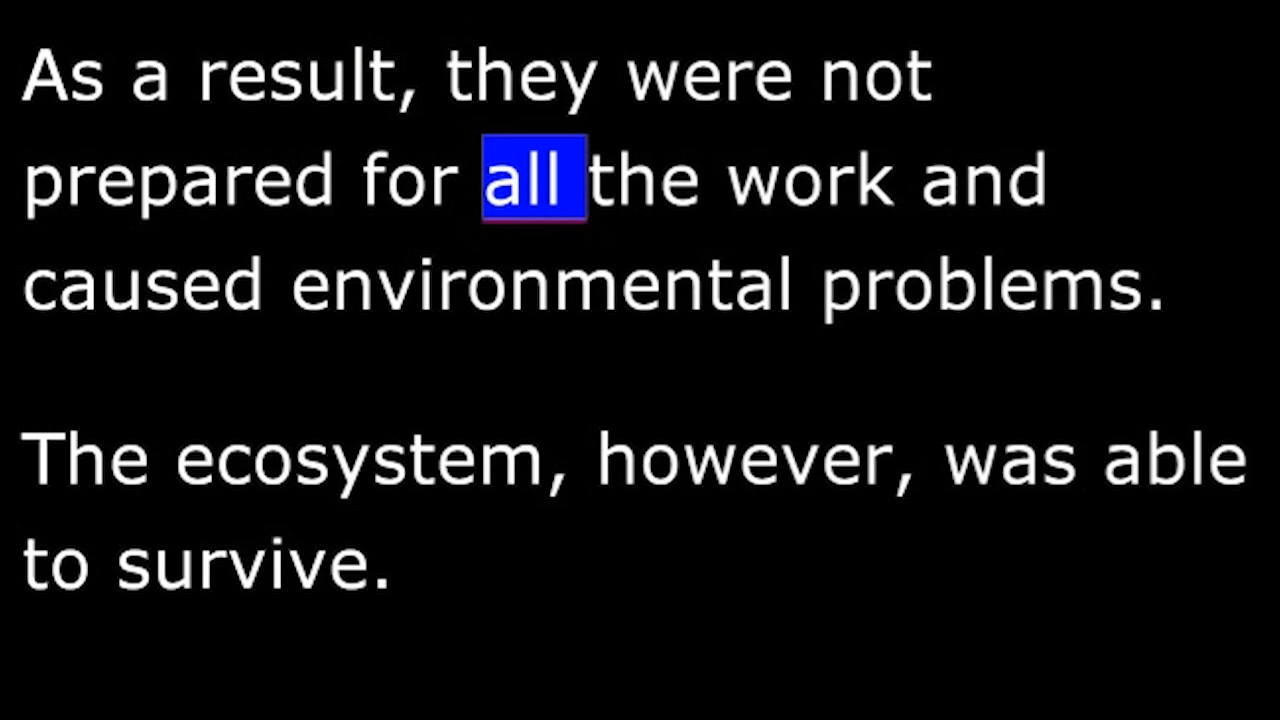 As a result, they were not
prepared for all the work and
caused environmental problems.
The ecosystem, however, was able
to survive.